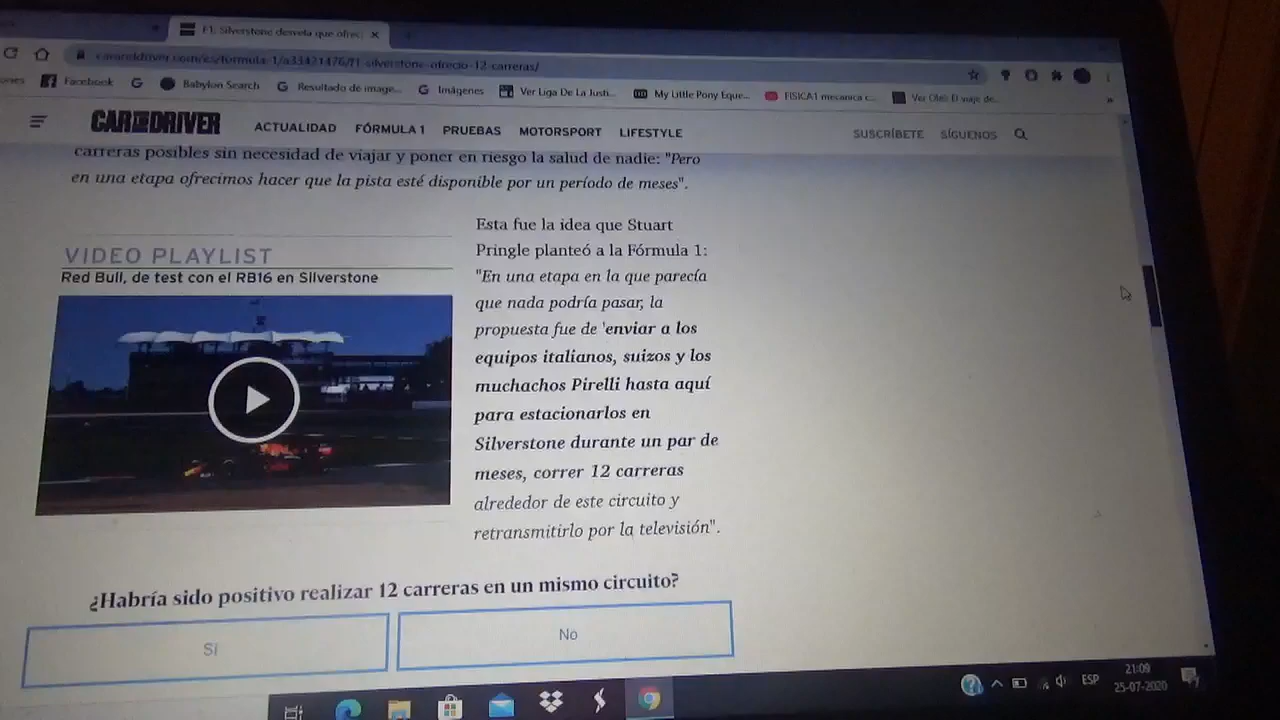 F1: Silverstone desvela que ofrec
caranddriver.com/es/formula-1/a33421476/f1-silverstone-ofrecio-12-carreras/
Facebook
G
Babylon Search
G Resultado de image...
G Imágenes
Ver Liga De La Justi...
My Little Pony Eque...
FISICA1 mecanica c...
»
CAR AND DRIVER
ACTUALIDAD
FÓRMULA 1
PRUEBAS
MOTORSPORT
LIFESTYLE
SUSCRÍBETE
SÍGUENOS
carreras posibles sin necesidad de viajar y poner en riesgo la salud de nadie: "Pero
en una etapa ofrecimos hacer que la pista esté disponible por un período de meses".
VIDEO PLAYLIST
Red Bull, de test con el RB16 en Silverstone
Esta fue la idea que Stuart
Pringle planteó a la Fórmula 1:
"En una etapa en la que parecía
que nada podría pasar, la
propuesta fue de 'enviar a los
equipos italianos, suizos y los
muchachos Pirelli hasta aquí
para estacionarlos en
Silverstone durante un par de
meses, correr 12 carreras
alrededor de este circuito y
retransmitirlo por la televisión".
¿Habría sido positivo realizar 12 carreras en un mismo circuito?
Sí
No
ESP
21:09
25-07-2020